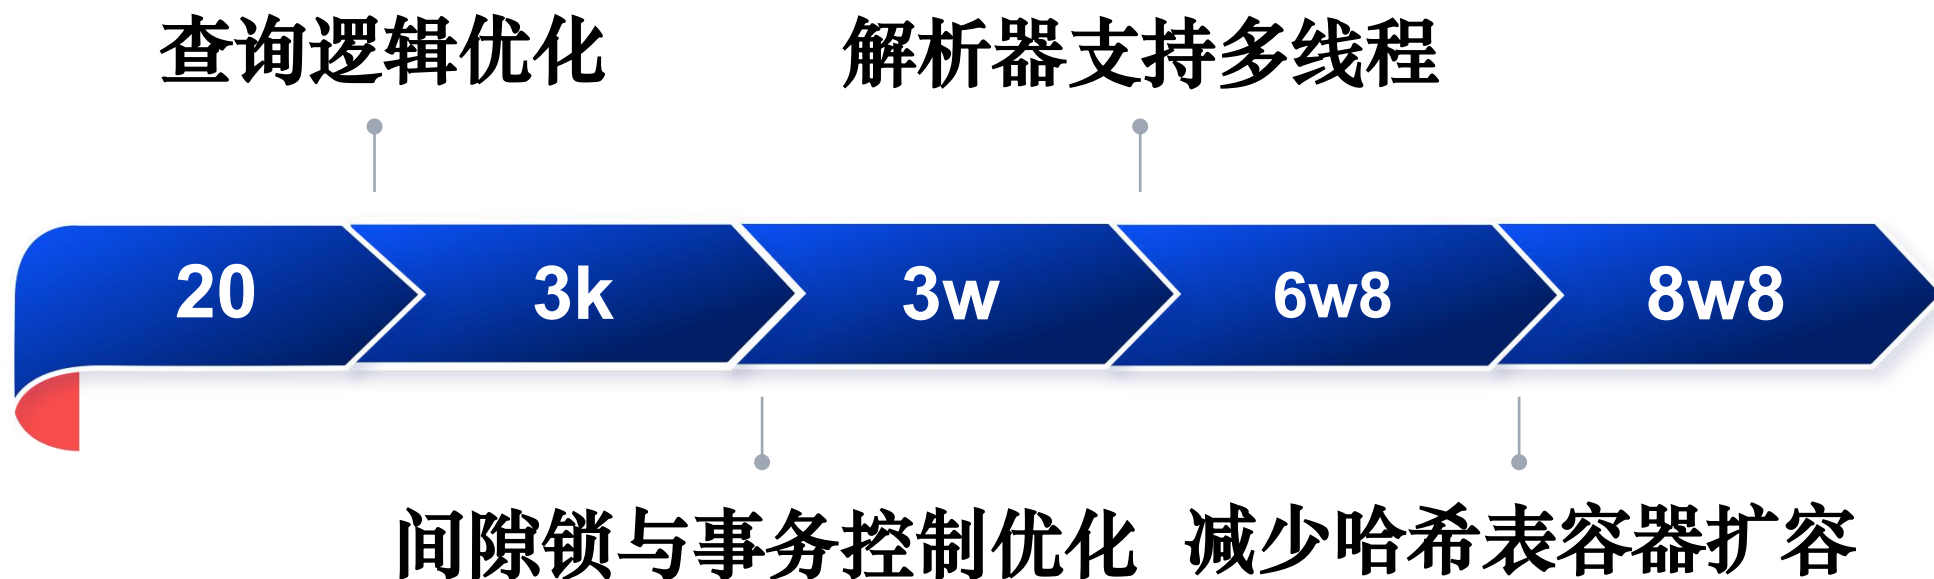 查询逻辑优化
解析器支持多线程
20
3k
3w
6w8
8w8
间隙锁与事务控制优化
减少哈希表容器扩容